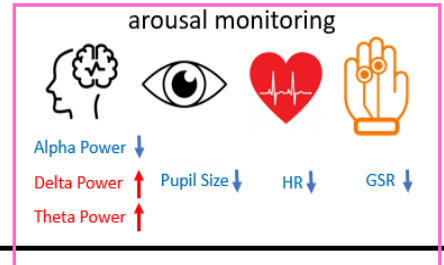 arousal monitoring
Alpha Power ↓
Delta Power ↑ Pupil Size ↓ HR ↓ GSR ↓
Theta Power ↑